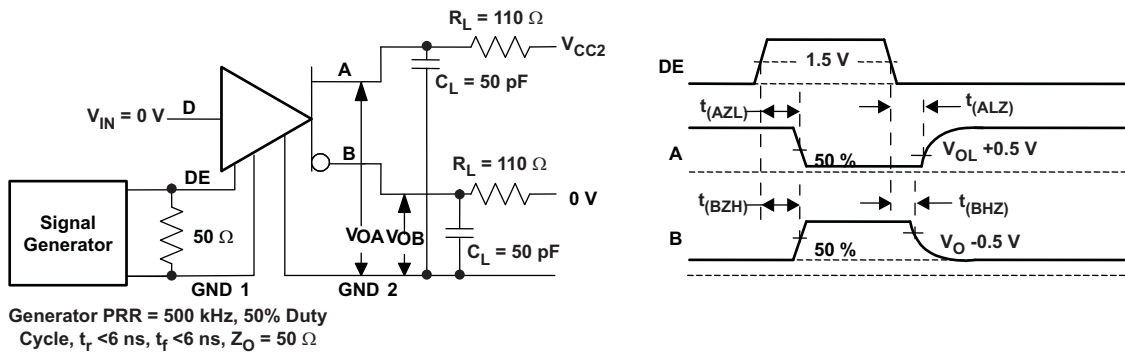 R_L = 110 Ω
V_CC2
A
C_L = 50 pF
V_IN = 0 V
D
B
R_L = 110 Ω
0 V
DE
Signal
Generator
50 Ω
VOA
VOB
C_L = 50 pF
GND 1
GND 2
Generator PRR = 500 kHz, 50% Duty
Cycle, t_r <6 ns, t_f <6 ns, Z_O = 50 Ω
DE
1.5 V
t_(AZL)
t_(ALZ)
A
50 %
V_OL +0.5 V
t_(BZH)
t_(BHZ)
B
50 %
V_O -0.5 V